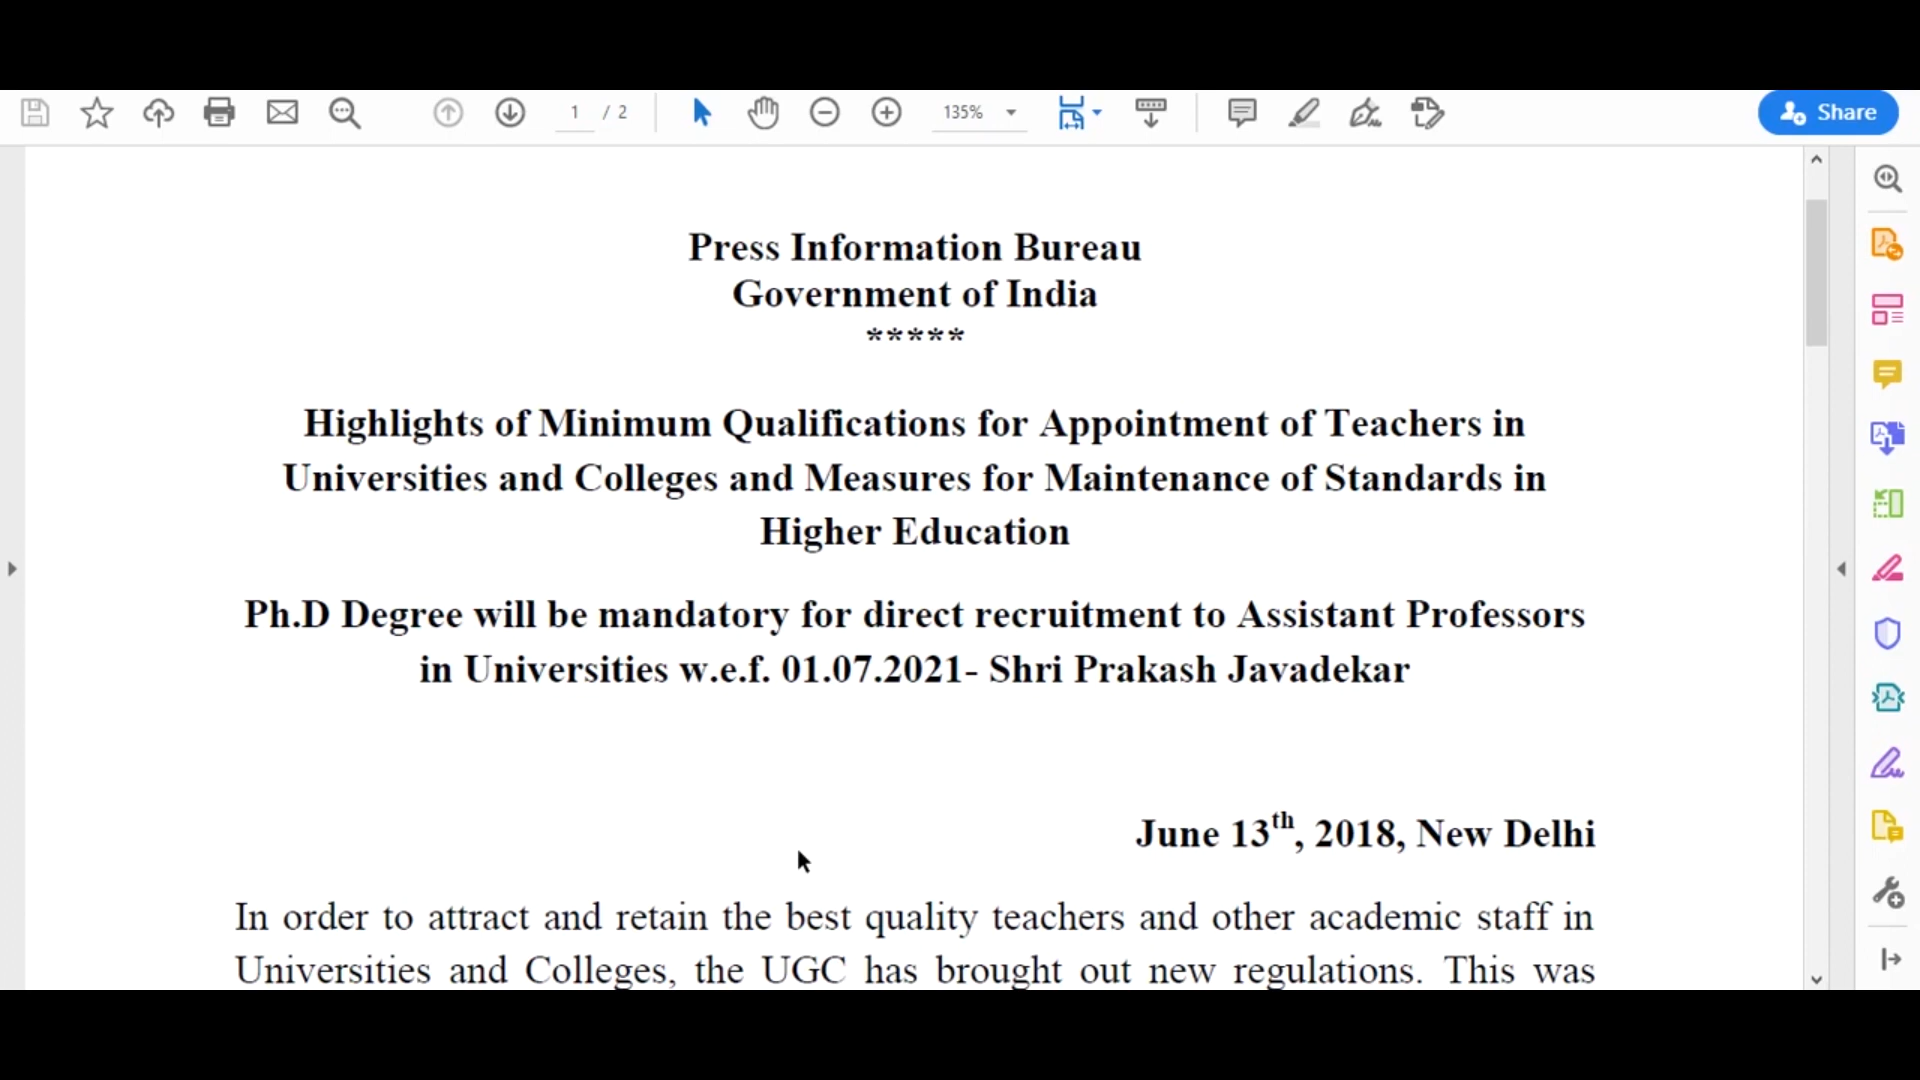 1 / 2 135% Share
Press Information Bureau
Government of India
*****
Highlights of Minimum Qualifications for Appointment of Teachers in
Universities and Colleges and Measures for Maintenance of Standards in
Higher Education
Ph.D Degree will be mandatory for direct recruitment to Assistant Professors
in Universities w.e.f. 01.07.2021- Shri Prakash Javadekar
June 13th, 2018, New Delhi
In order to attract and retain the best quality teachers and other academic staff in
Universities and Colleges, the UGC has brought out new regulations. This was